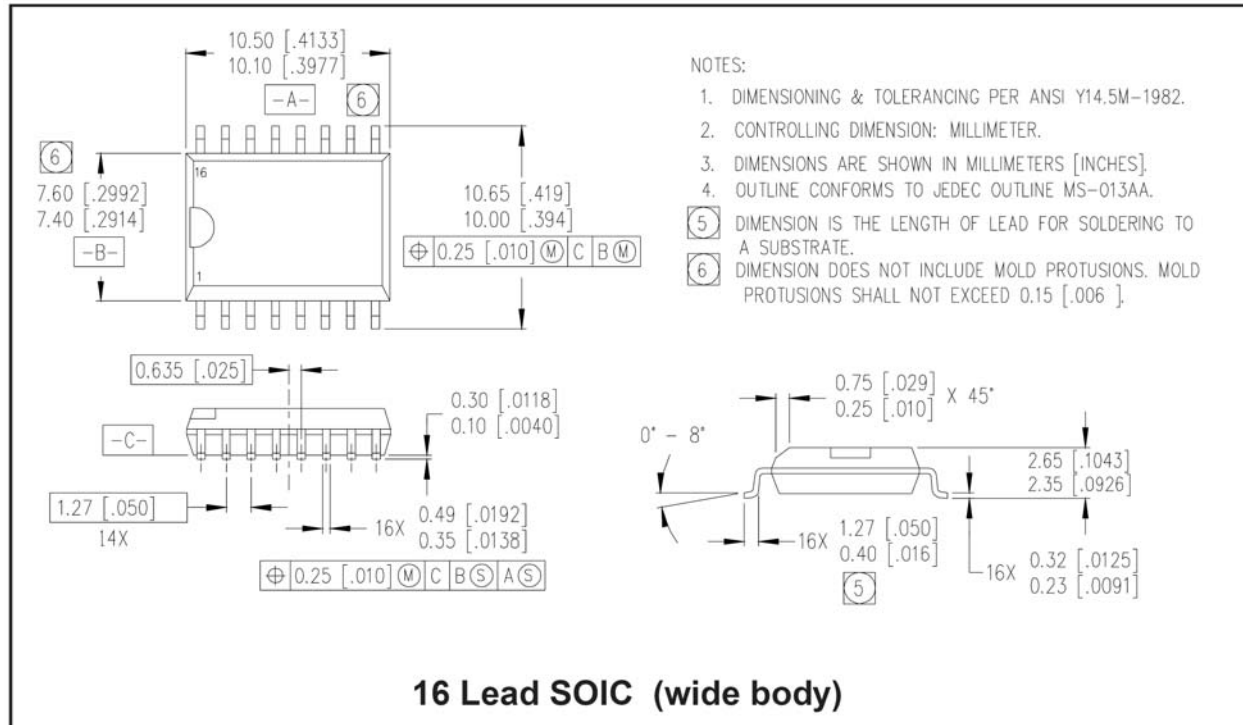 10.50 [.4133]
10.10 [.3977]
-A- 6
6
7.60 [.2992]
7.40 [.2914]
-B-
16
1
10.65 [.419]
10.00 [.394]
⌖ 0.25 [.010] Ⓜ C B Ⓜ
NOTES:
1. DIMENSIONING & TOLERANCING PER ANSI Y14.5M-1982.
2. CONTROLLING DIMENSION: MILLIMETER.
3. DIMENSIONS ARE SHOWN IN MILLIMETERS [INCHES].
4. OUTLINE CONFORMS TO JEDEC OUTLINE MS-013AA.
5 DIMENSION IS THE LENGTH OF LEAD FOR SOLDERING TO
A SUBSTRATE.
6 DIMENSION DOES NOT INCLUDE MOLD PROTUSIONS. MOLD
PROTUSIONS SHALL NOT EXCEED 0.15 [.006 ].
0.635 [.025]
0.30 [.0118]
0.10 [.0040]
-C-
1.27 [.050]
14X
16X 0.49 [.0192]
0.35 [.0138]
⌖ 0.25 [.010] Ⓜ C B Ⓢ A Ⓢ
0.75 [.029]
0.25 [.010] X 45°
0° - 8°
2.65 [.1043]
2.35 [.0926]
16X 1.27 [.050]
0.40 [.016]
5
16X 0.32 [.0125]
0.23 [.0091]
16 Lead SOIC (wide body)